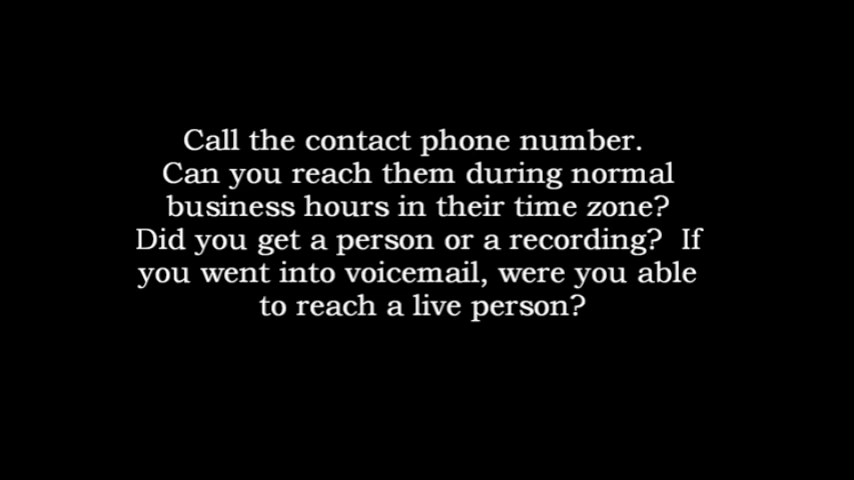 Call the contact phone number.
Can you reach them during normal
business hours in their time zone?
Did you get a person or a recording?  If
you went into voicemail, were you able
to reach a live person?